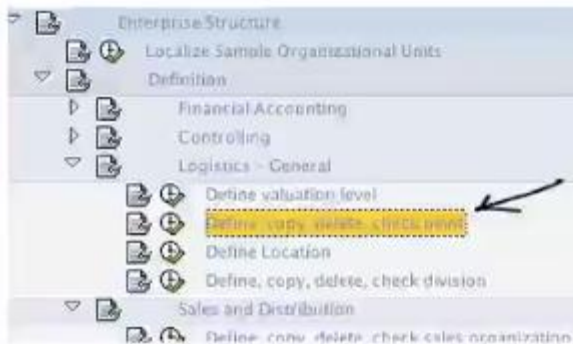 Enterprise Structure
Localize Sample Organizational Units
Definition
Financial Accounting
Controlling
Logistics - General
Define valuation level
Define, copy, delete, check
Define Location
Define, copy, delete, check division
Sales and Distribution
Define, copy, delete, check sales organization